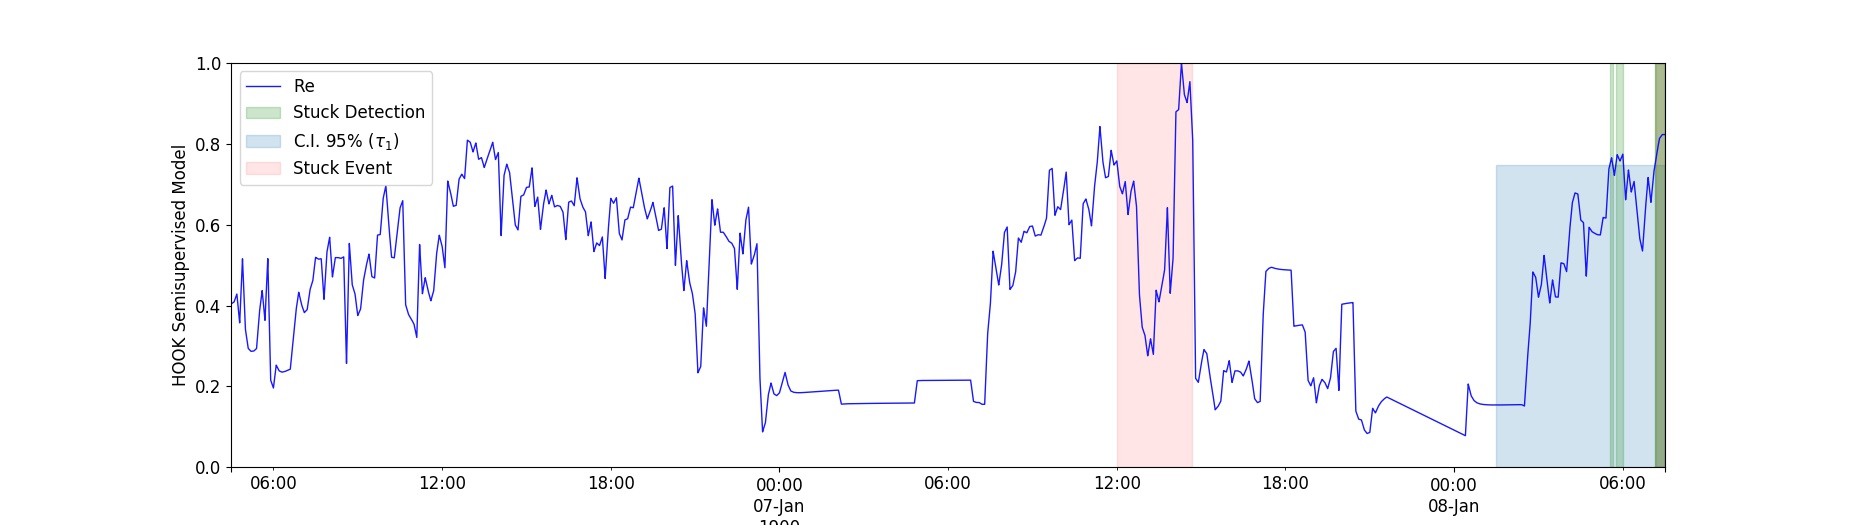 HOOK Semisupervised Model
1.0
0.8
0.6
0.4
0.2
0.0
Re
Stuck Detection
C.I. 95% (τ₁)
Stuck Event
06:00 12:00 18:00 00:00 06:00 12:00 18:00 00:00 06:00
07-Jan 08-Jan
1900